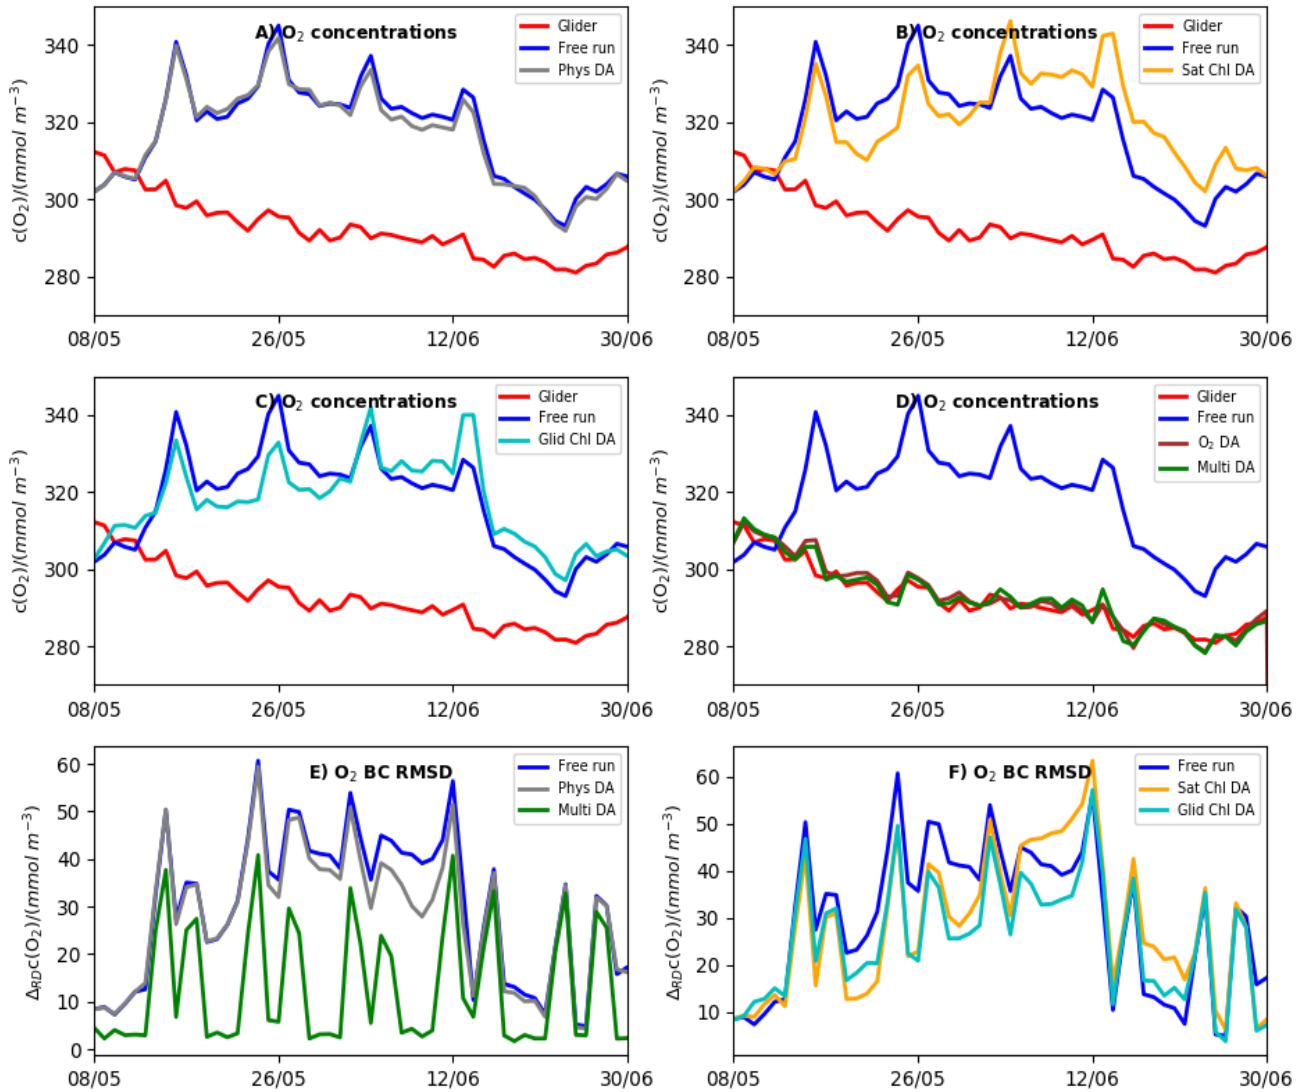 A) O₂ concentrations
Glider
Free run
Phys DA
c(O₂)/(mmol m⁻³)
340
320
300
280
08/05 26/05 12/06 30/06
B) O₂ concentrations
Glider
Free run
Sat Chl DA
c(O₂)/(mmol m⁻³)
340
320
300
280
08/05 26/05 12/06 30/06
C) O₂ concentrations
Glider
Free run
Glid Chl DA
c(O₂)/(mmol m⁻³)
340
320
300
280
08/05 26/05 12/06 30/06
D) O₂ concentrations
Glider
Free run
O₂ DA
Multi DA
c(O₂)/(mmol m⁻³)
340
320
300
280
08/05 26/05 12/06 30/06
E) O₂ BC RMSD
Free run
Phys DA
Multi DA
Δ_RD c(O₂)/(mmol m⁻³)
60
50
40
30
20
10
0
08/05 26/05 12/06 30/06
F) O₂ BC RMSD
Free run
Sat Chl DA
Glid Chl DA
Δ_RD c(O₂)/(mmol m⁻³)
60
50
40
30
20
10
08/05 26/05 12/06 30/06